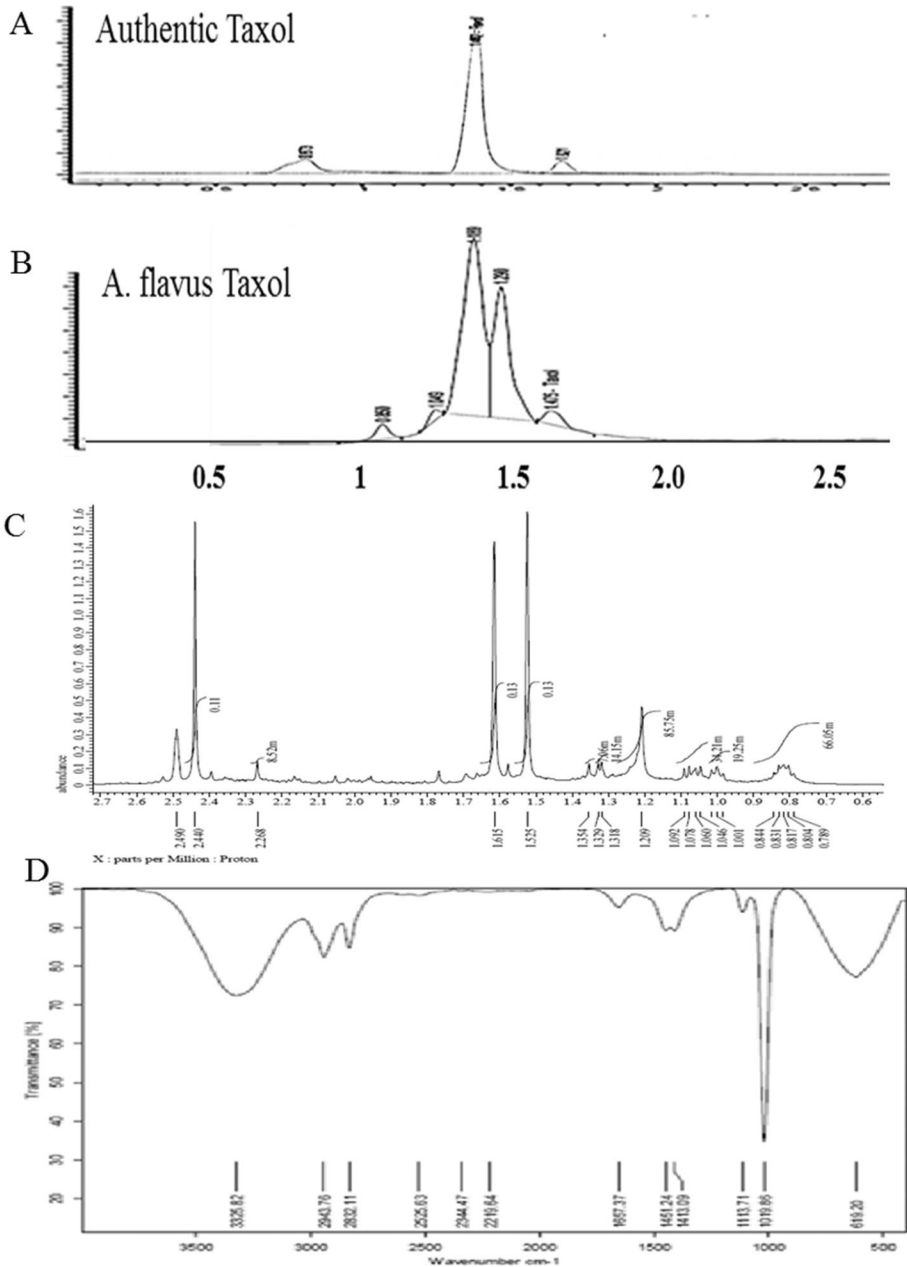 A
Authentic Taxol
B
A. flavus Taxol
1.049
1.290
1.475- Taxol
0.5 1 1.5 2.0 2.5
C
abundance
0 0.1 0.2 0.3 0.4 0.5 0.6 0.7 0.8 0.9 1.0 1.1 1.2 1.3 1.4 1.5 1.6
0.11
8.52m
0.13
0.13
14.15m
85.75m
34.21m
19.25m
66.05m
2.7 2.6 2.5 2.4 2.3 2.2 2.1 2.0 1.9 1.8 1.7 1.6 1.5 1.4 1.3 1.2 1.1 1.0 0.9 0.8 0.7 0.6
2.490 2.440 2.268 1.615 1.525 1.354 1.329 1.318 1.209 1.092 1.078 1.060 1.046 1.001 0.844 0.831 0.817 0.804 0.789
X : parts per Million : Proton
D
Transmittance [%]
100
90
80
70
60
50
40
30
20
3325.82 2943.76 2832.11 2525.63 2344.47 2219.64 1657.37 1451.24 1413.09 1113.71 1019.86 619.20
3500 3000 2500 2000 1500 1000 500
Wavenumber cm-1